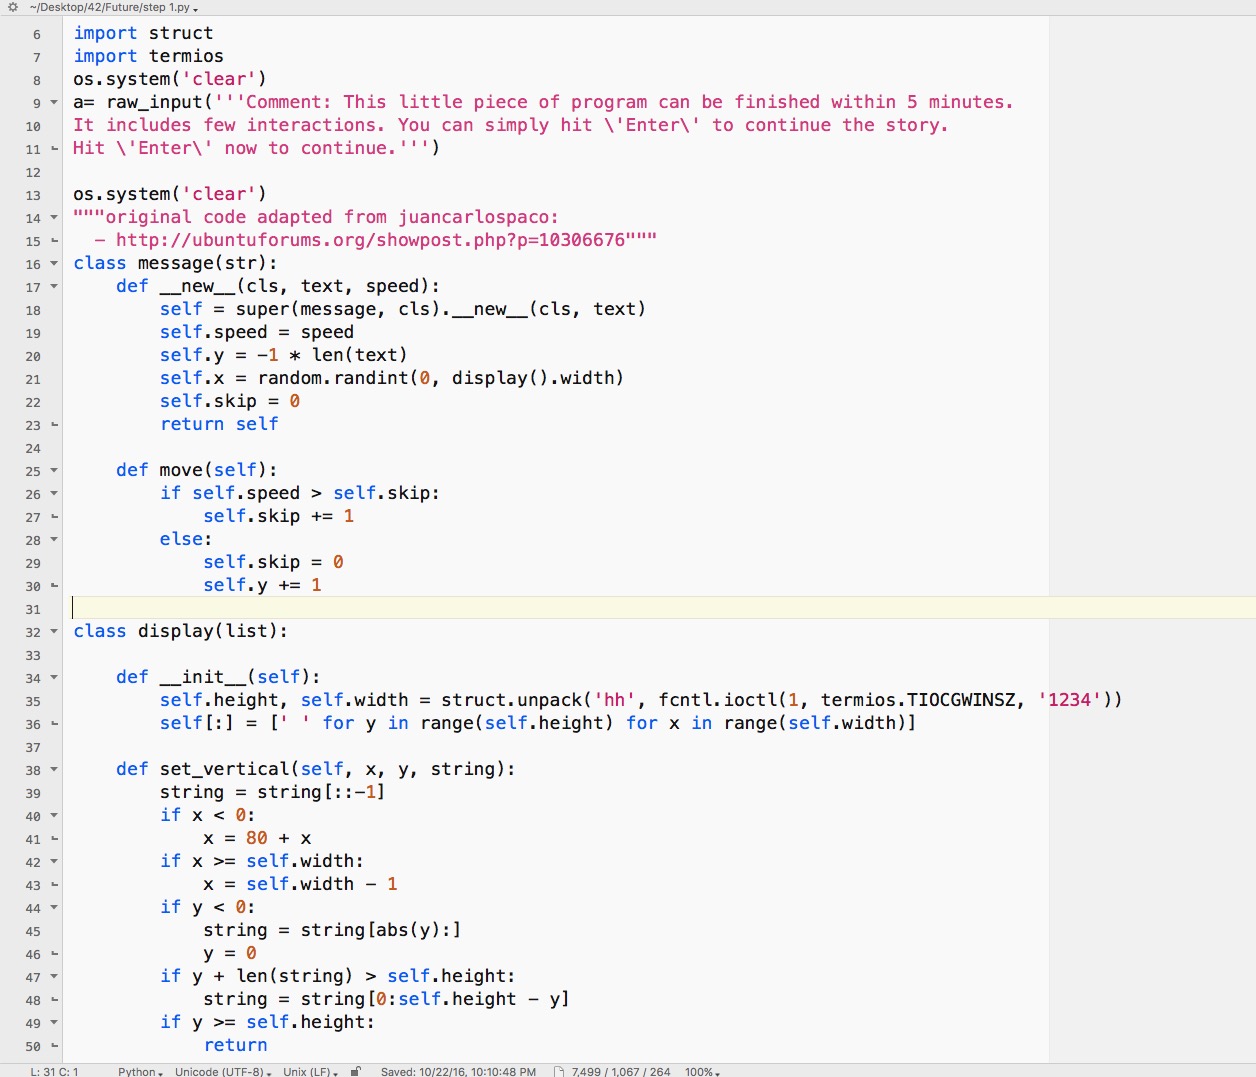 ~/Desktop/42/Future/step 1.py
6 import struct
7 import termios
8 os.system('clear')
9 a= raw_input('''Comment: This little piece of program can be finished within 5 minutes.
10 It includes few interactions. You can simply hit \'Enter\' to continue the story.
11 Hit \'Enter\' now to continue.''')
12
13 os.system('clear')
14 """original code adapted from juancarlospaco:
15   - http://ubuntuforums.org/showpost.php?p=10306676"""
16 class message(str):
17     def __new__(cls, text, speed):
18         self = super(message, cls).__new__(cls, text)
19         self.speed = speed
20         self.y = -1 * len(text)
21         self.x = random.randint(0, display().width)
22         self.skip = 0
23         return self
24
25     def move(self):
26         if self.speed > self.skip:
27             self.skip += 1
28         else:
29             self.skip = 0
30             self.y += 1
31
32 class display(list):
33
34     def __init__(self):
35         self.height, self.width = struct.unpack('hh', fcntl.ioctl(1, termios.TIOCGWINSZ, '1234'))
36         self[:] = [' ' for y in range(self.height) for x in range(self.width)]
37
38     def set_vertical(self, x, y, string):
39         string = string[::-1]
40         if x < 0:
41             x = 80 + x
42         if x >= self.width:
43             x = self.width - 1
44         if y < 0:
45             string = string[abs(y):]
46             y = 0
47         if y + len(string) > self.height:
48             string = string[0:self.height - y]
49         if y >= self.height:
50             return
L: 31 C: 1 Python Unicode (UTF-8) Unix (LF) Saved: 10/22/16, 10:10:48 PM 7,499 / 1,067 / 264 100%